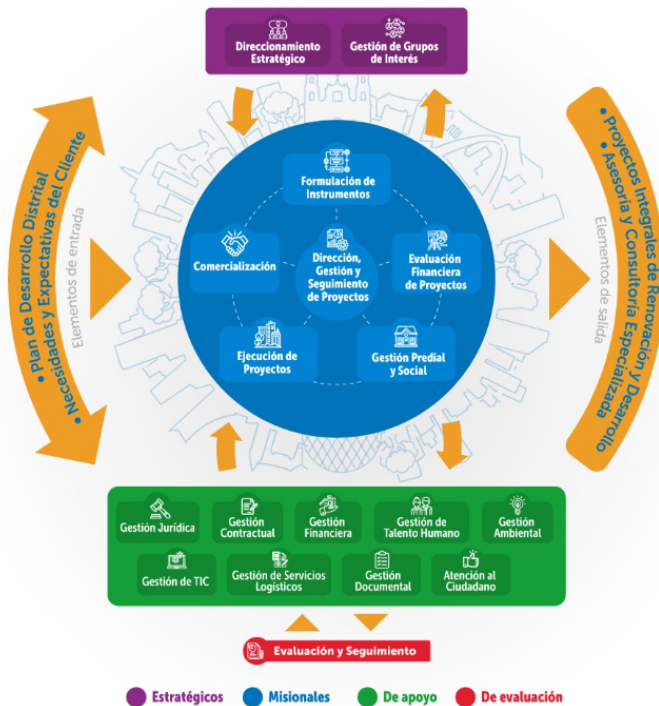 Direccionamiento
Estratégico
Gestión de Grupos
de Interés
• Plan de Desarrollo Distrital
• Necesidades y Expectativas del Cliente
Elementos de entrada
Formulación de
Instrumentos
Comercialización
Dirección,
Gestión y
Seguimiento
de Proyectos
Evaluación
Financiera
de Proyectos
Ejecución de
Proyectos
Gestión Predial
y Social
Elementos de salida
• Proyectos Integrales de Renovación y Desarrollo
• Asesoría y Consultoría Especializada
Gestión Jurídica
Gestión
Contractual
Gestión
Financiera
Gestión de
Talento Humano
Gestión
Ambiental
Gestión de TIC
Gestión de Servicios
Logísticos
Gestión
Documental
Atención al
Ciudadano
Evaluación y Seguimiento
Estratégicos
Misionales
De apoyo
De evaluación